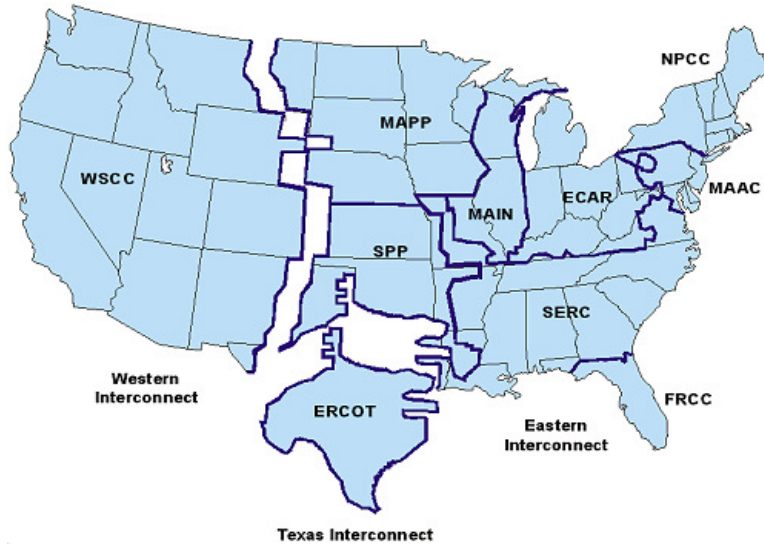 NPCC
MAPP
WSCC
MAIN
ECAR
MAAC
SPP
SERC
Western
Interconnect
ERCOT
FRCC
Eastern
Interconnect
Texas Interconnect